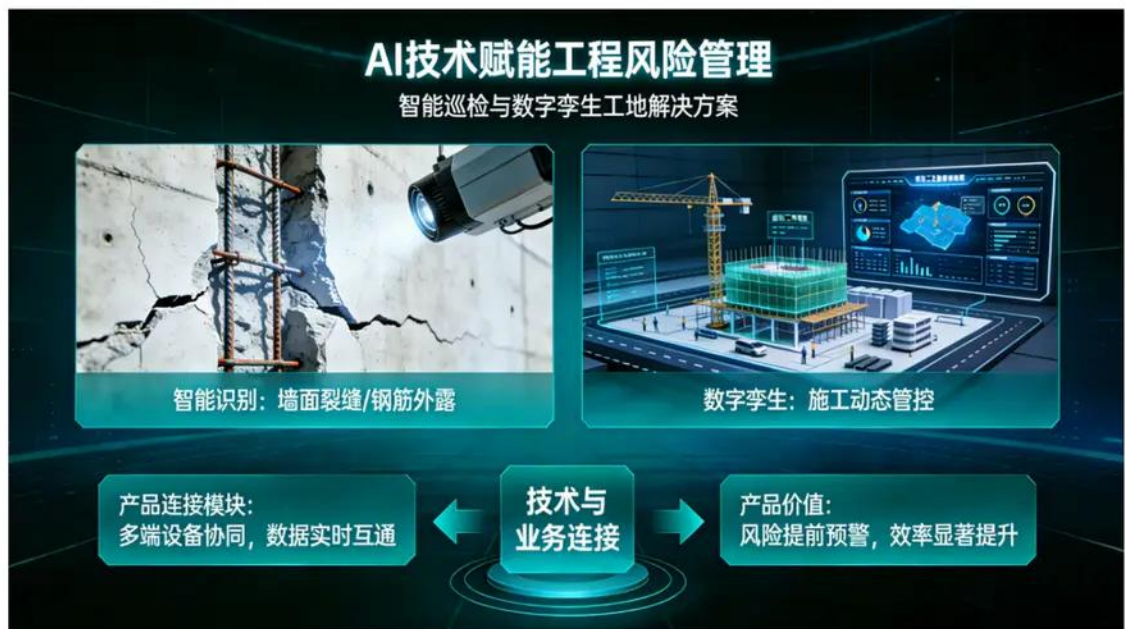 AI技术赋能工程风险管理
智能巡检与数字孪生工地解决方案
智能识别：墙面裂缝/钢筋外露
数字孪生：施工动态管控
产品连接模块：
多端设备协同，数据实时互通
技术与
业务连接
产品价值：
风险提前预警，效率显著提升